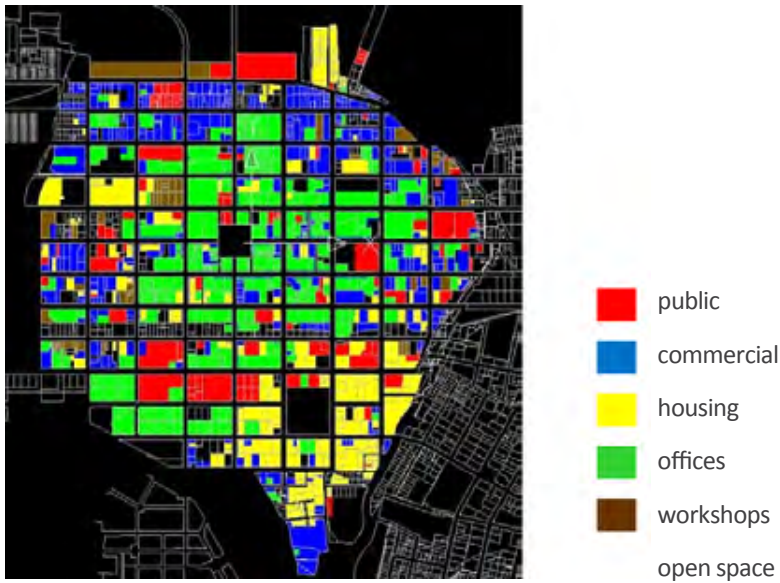 public
commercial
housing
offices
workshops
open space